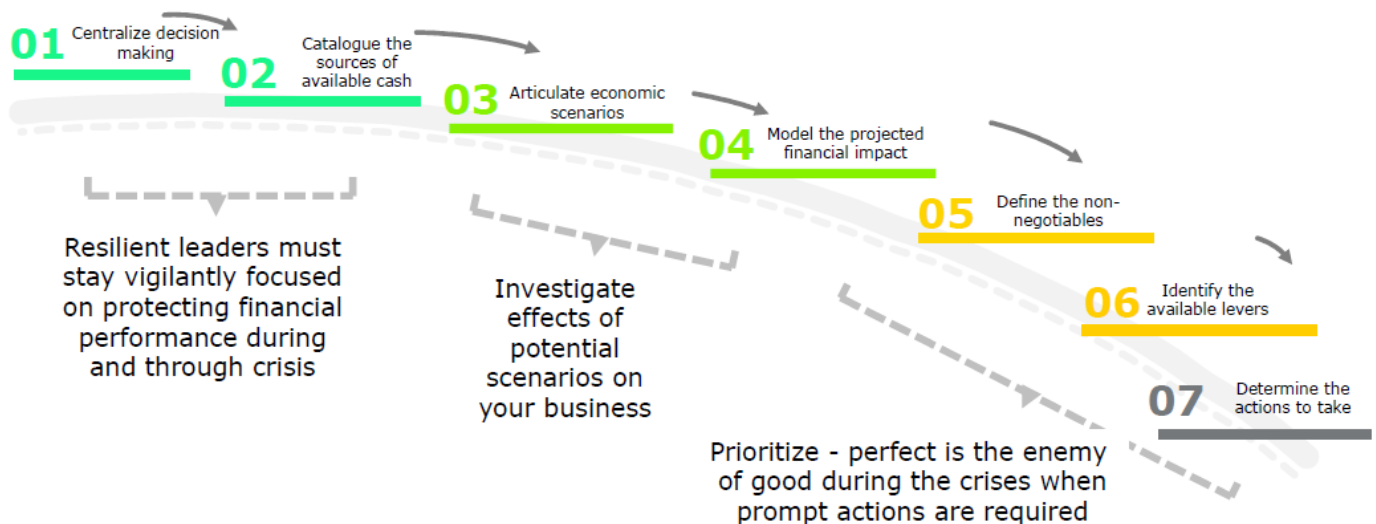 01
Centralize decision
making
02
Catalogue the
sources of
available cash
03
Articulate economic
scenarios
04
Model the projected
financial impact
05
Define the non-
negotiables
06
Identify the
available levers
07
Determine the
actions to take
Resilient leaders must
stay vigilantly focused
on protecting financial
performance during
and through crisis
Investigate
effects of
potential
scenarios on
your business
Prioritize - perfect is the enemy
of good during the crises when
prompt actions are required